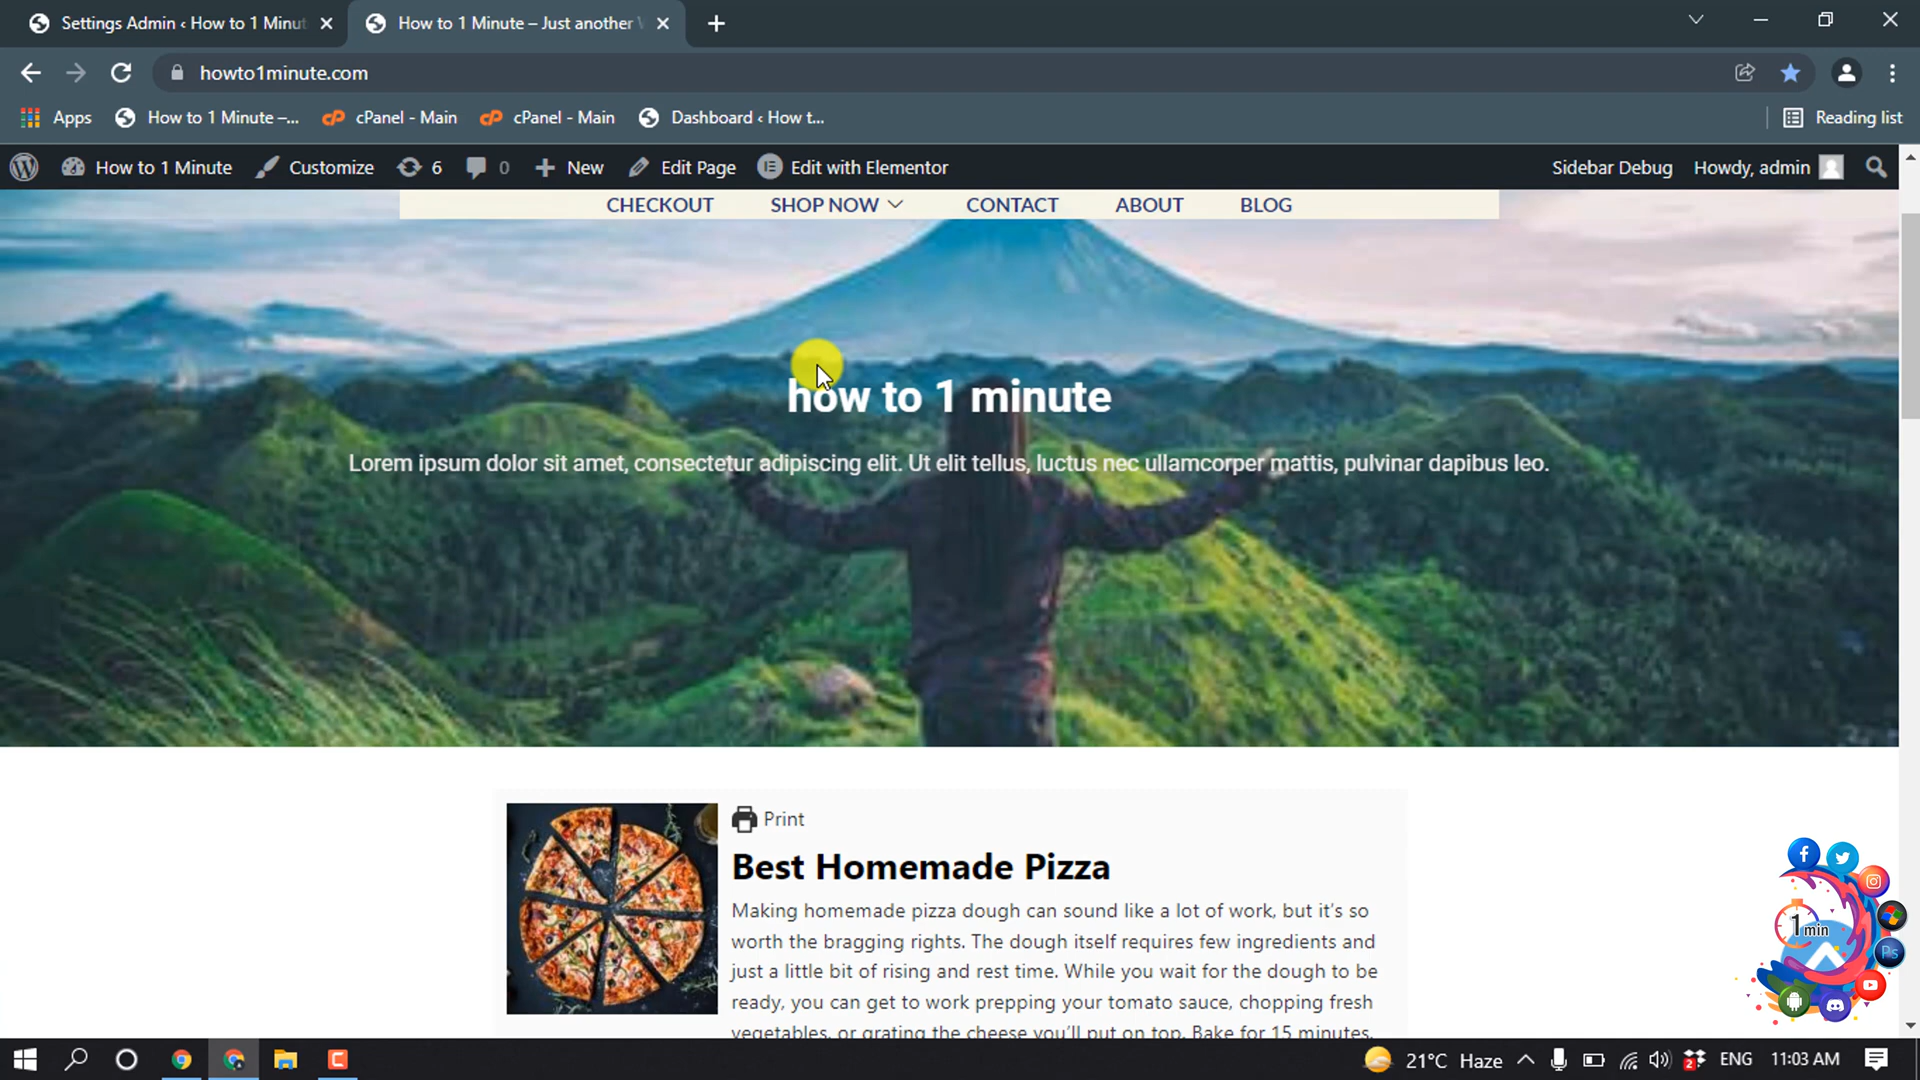 Settings Admin ‹ How to 1 Minut
How to 1 Minute – Just another
howto1minute.com
Apps
How to 1 Minute –...
cPanel - Main
cPanel - Main
Dashboard ‹ How t...
Reading list
How to 1 Minute
Customize
6
0
New
Edit Page
Edit with Elementor
Sidebar Debug
Howdy, admin
CHECKOUT
SHOP NOW
CONTACT
ABOUT
BLOG
how to 1 minute
Lorem ipsum dolor sit amet, consectetur adipiscing elit. Ut elit tellus, luctus nec ullamcorper mattis, pulvinar dapibus leo.
Print
Best Homemade Pizza
Making homemade pizza dough can sound like a lot of work, but it's so
worth the bragging rights. The dough itself requires few ingredients and
just a little bit of rising and rest time. While you wait for the dough to be
ready, you can get to work prepping your tomato sauce, chopping fresh
vegetables, or grating the cheese you'll put on top. Bake for 15 minutes,
1 min
Ps
21°C Haze
2
ENG
11:03 AM